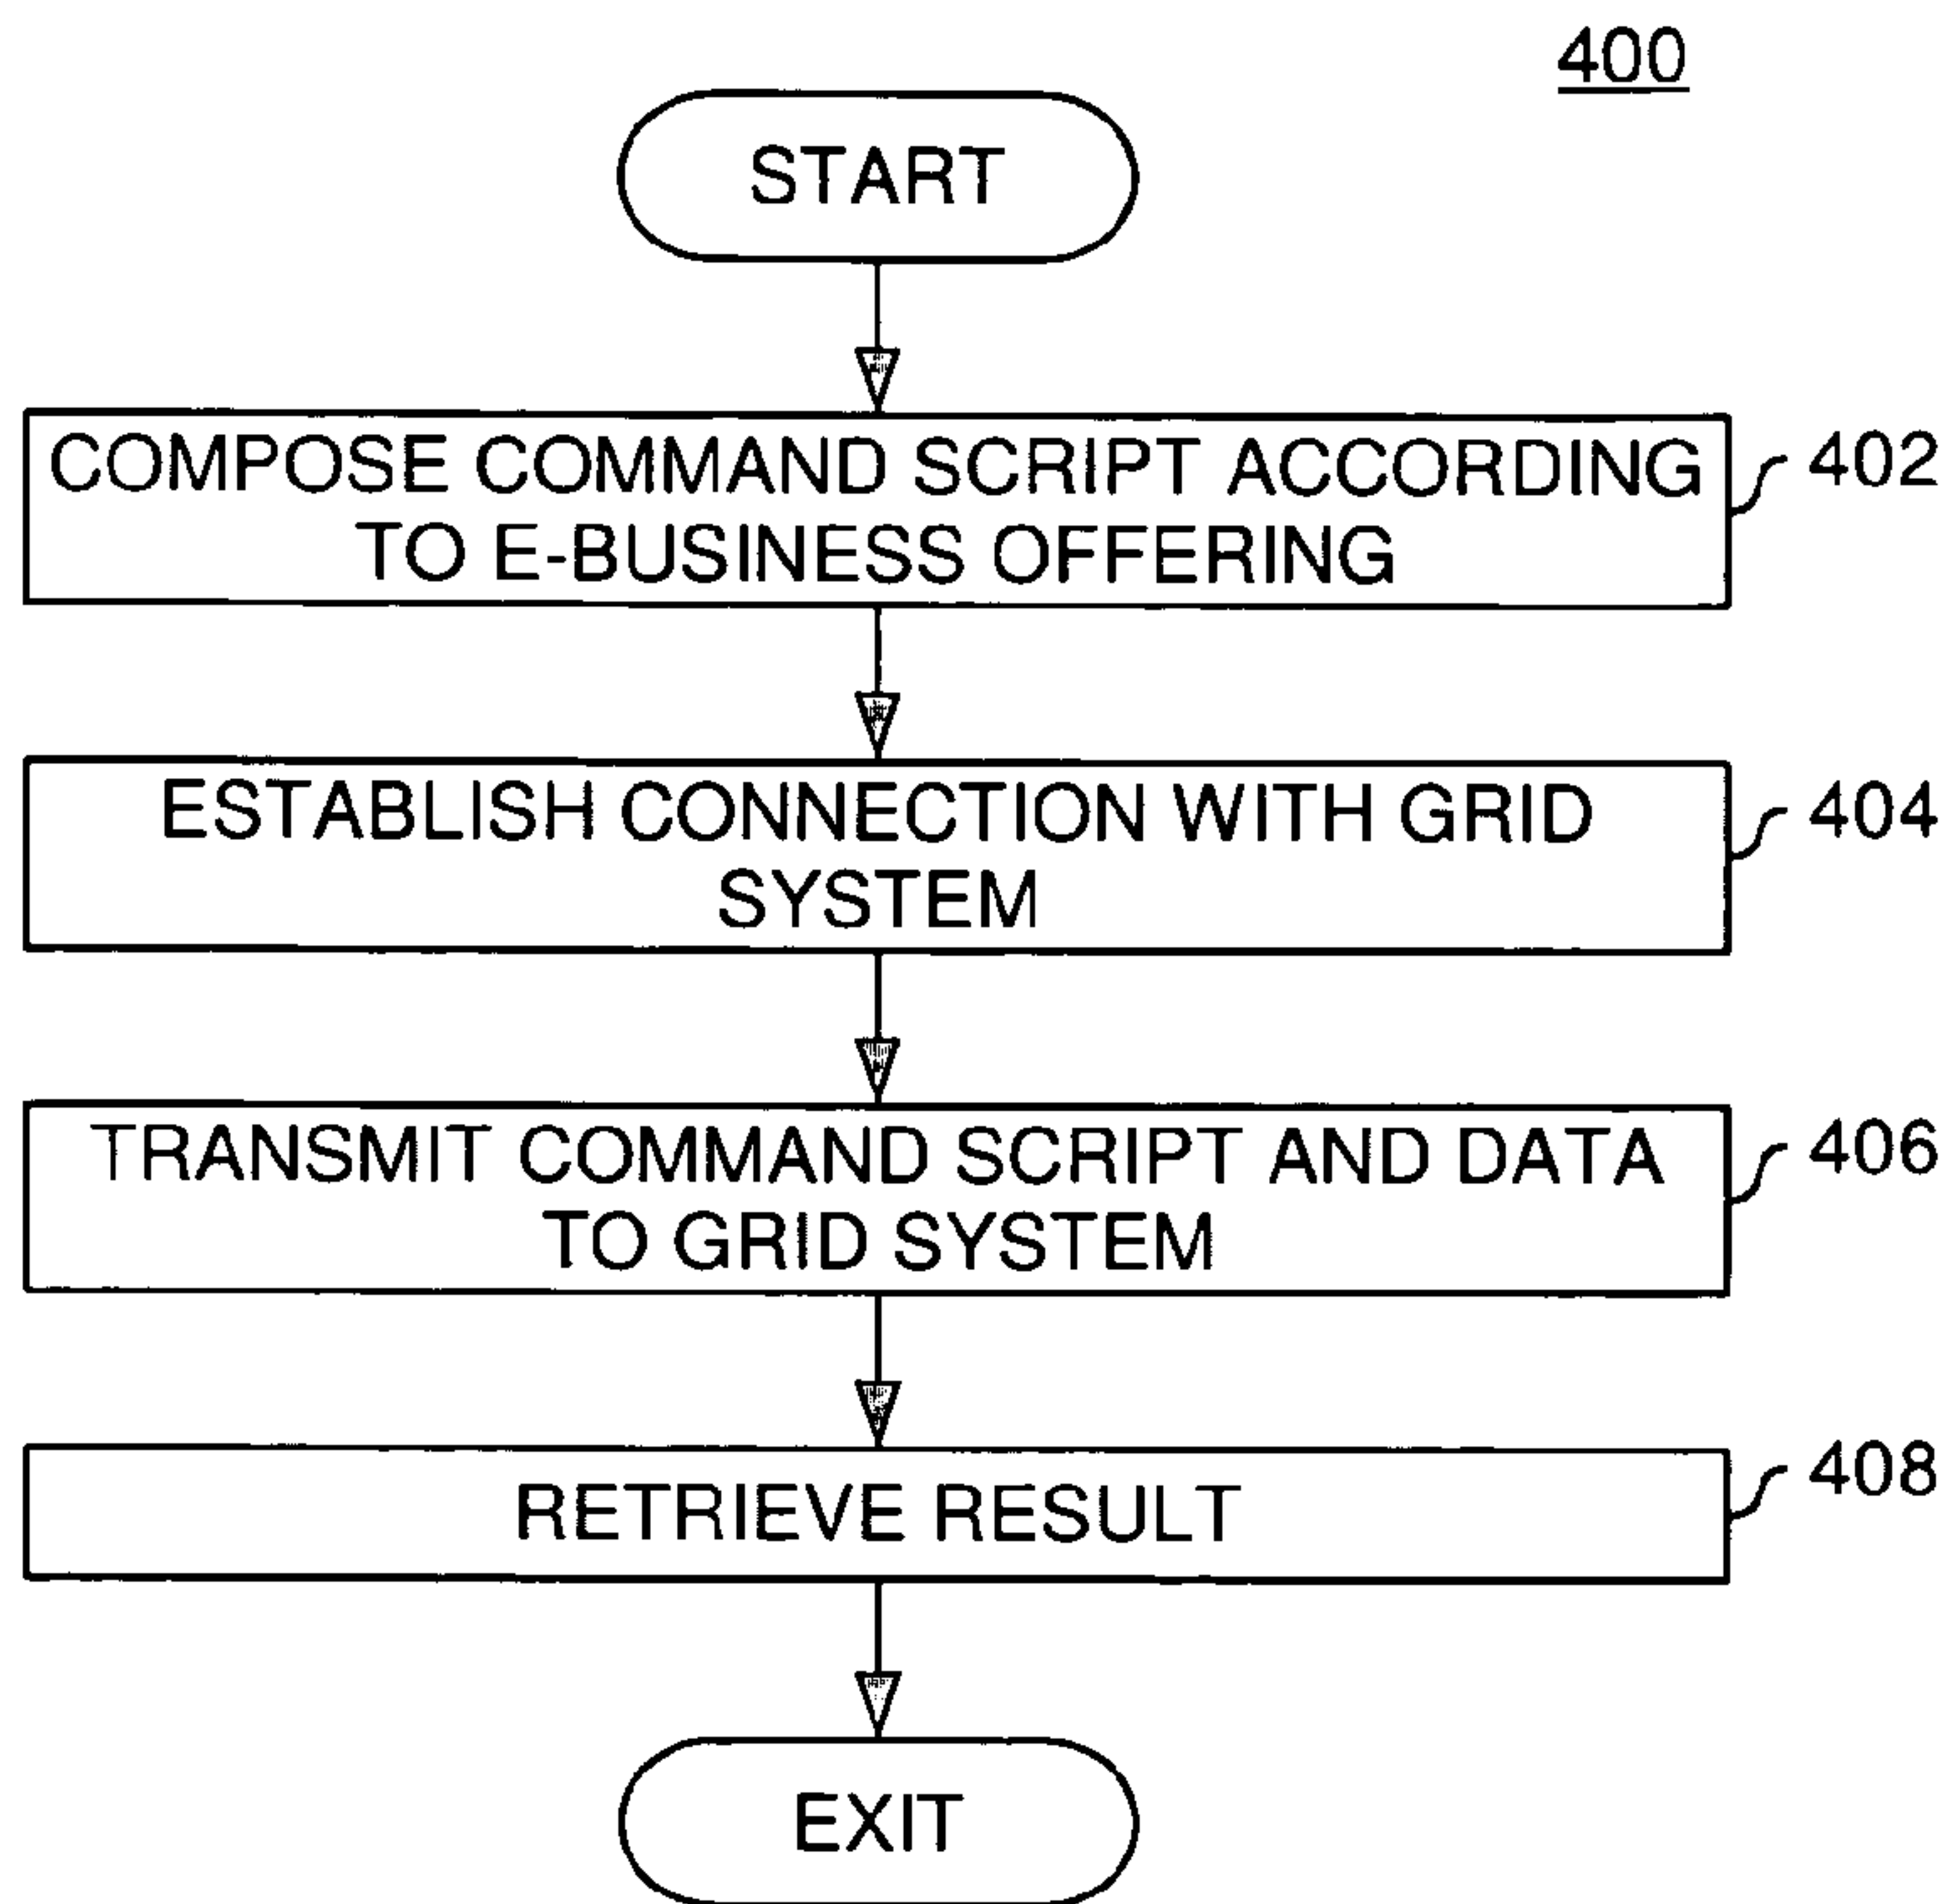 400
START
COMPOSE COMMAND SCRIPT ACCORDING
TO E-BUSINESS OFFERING
402
ESTABLISH CONNECTION WITH GRID
SYSTEM
404
TRANSMIT COMMAND SCRIPT AND DATA
TO GRID SYSTEM
406
RETRIEVE RESULT
408
EXIT